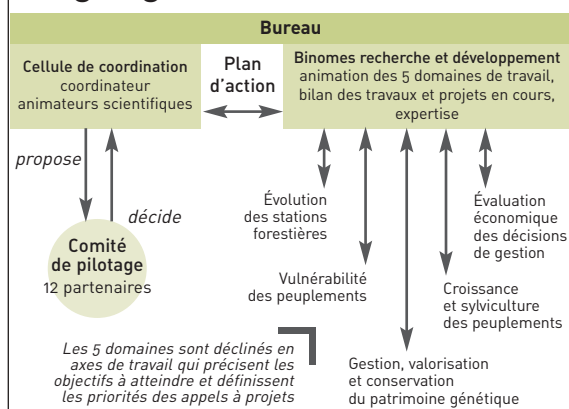 Bureau
Cellule de coordination
coordinateur
animateurs scientifiques
Plan
d'action
Binomes recherche et développement
animation des 5 domaines de travail,
bilan des travaux et projets en cours,
expertise
propose
décide
Comité
de pilotage
12 partenaires
Évolution
des stations
forestières
Vulnérabilité
des peuplements
Gestion, valorisation
et conservation
du patrimoine génétique
Croissance
et sylviculture
des peuplements
Évaluation
économique
des décisions
de gestion
Les 5 domaines sont déclinés en
axes de travail qui précisent les
objectifs à atteindre et définissent
les priorités des appels à projets